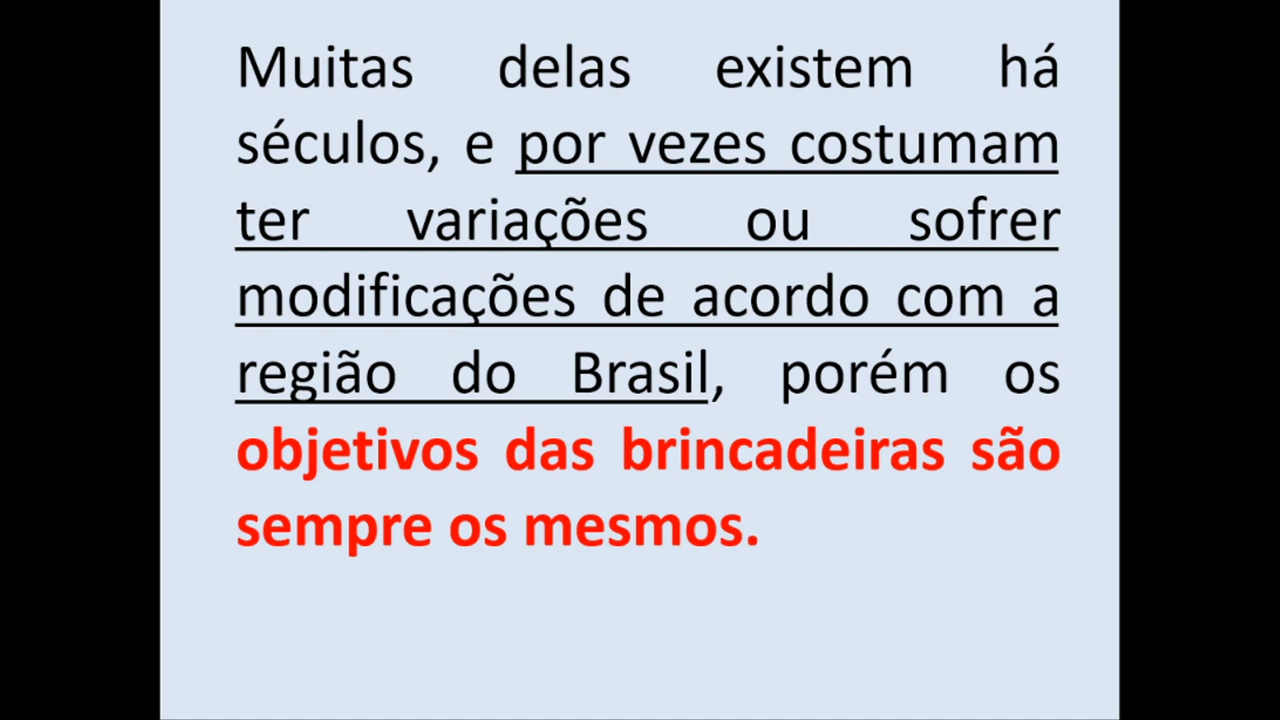 Muitas delas existem há
séculos, e por vezes costumam
ter variações ou sofrer
modificações de acordo com a
região do Brasil, porém os
objetivos das brincadeiras são
sempre os mesmos.